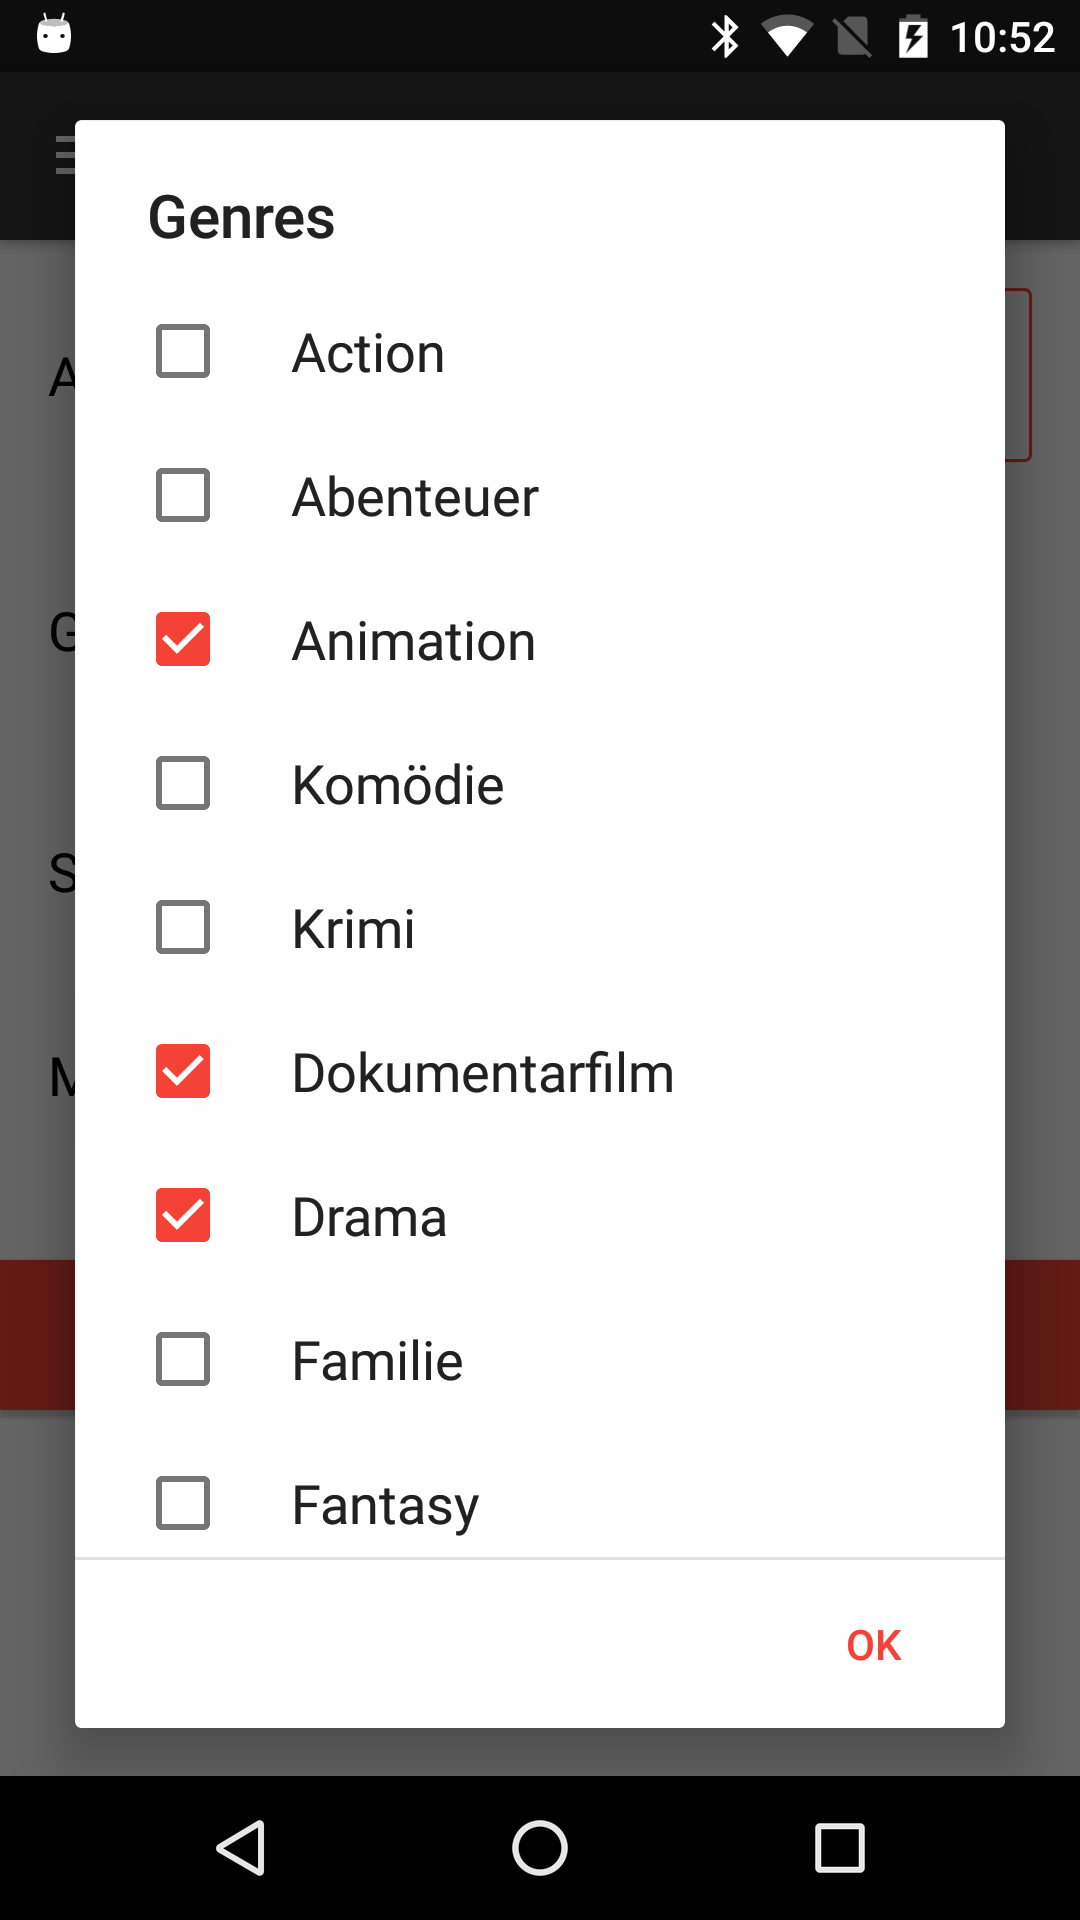 10:52
Genres
Action
Abenteuer
Animation
Komödie
Krimi
Dokumentarfilm
Drama
Familie
Fantasy
OK